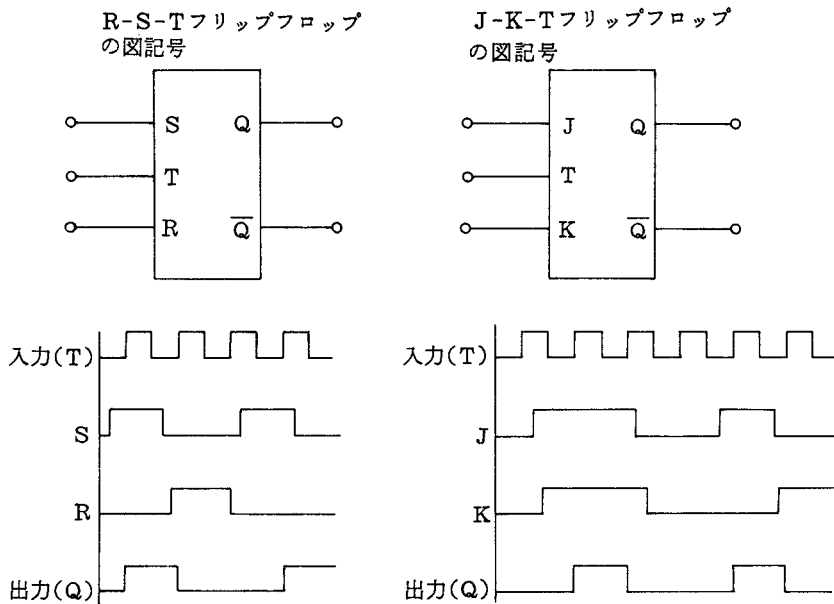 R-S-Tフリップフロップ
の図記号
S Q
T
R Q̅
入力(T)
S
R
出力(Q)
J-K-Tフリップフロップ
の図記号
J Q
T
K Q̅
入力(T)
J
K
出力(Q)